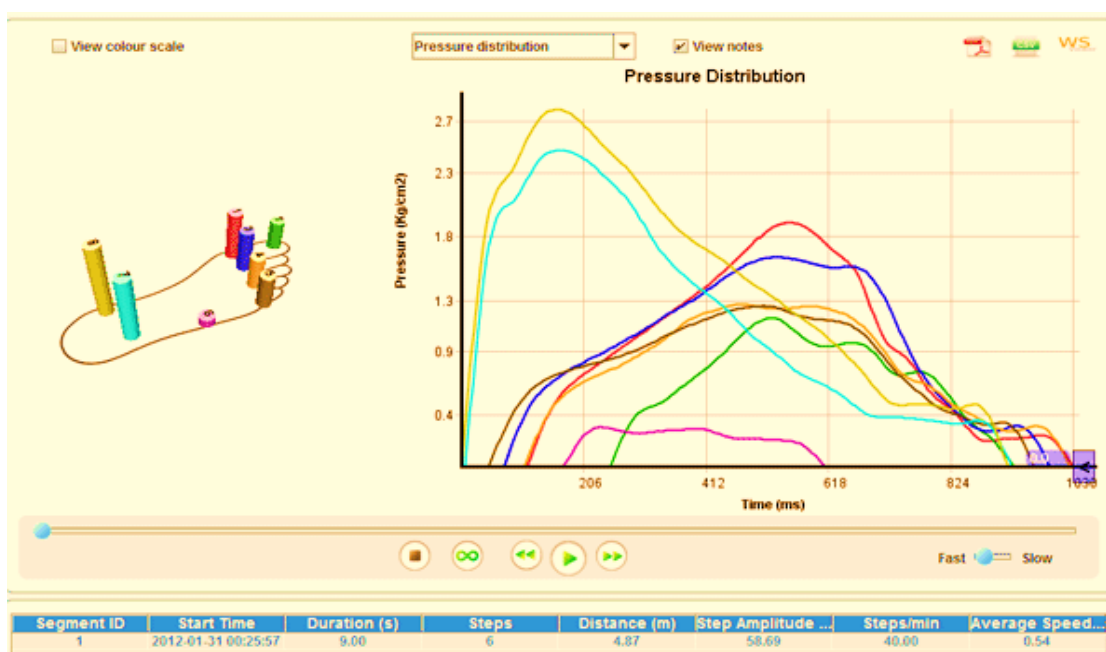 View colour scale
Pressure distribution
View notes
CSV
WS
Pressure Distribution
Pressure (Kg/cm2)
2.7
2.3
1.8
1.3
0.9
0.4
206
412
618
824
1030
Time (ms)
Fast
Slow
Segment ID Start Time Duration (s) Steps Distance (m) Step Amplitude ... Steps/min Average Speed...
1 2012-01-31 00:25:57 9.00 6 4.87 58.69 40.00 0.54